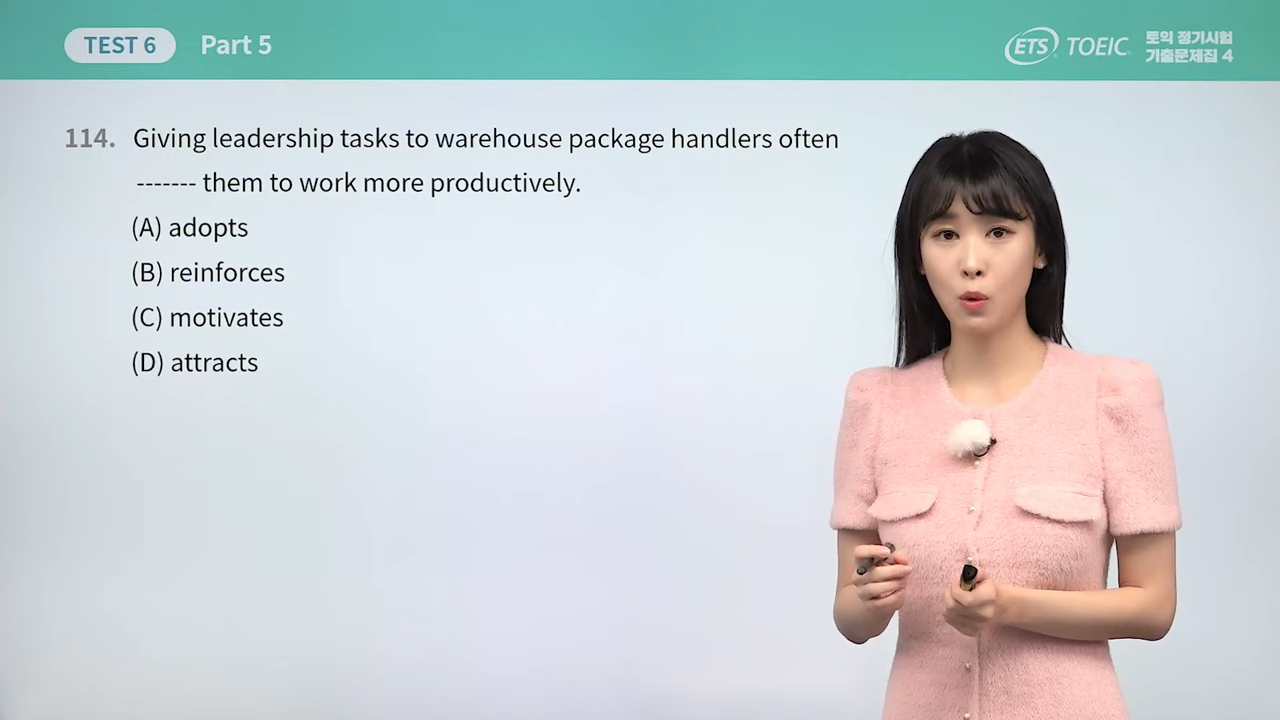 TEST 6 Part 5
ETS TOEIC 토익 정기시험
기출문제집 4
114. Giving leadership tasks to warehouse package handlers often
------- them to work more productively.
(A) adopts
(B) reinforces
(C) motivates
(D) attracts